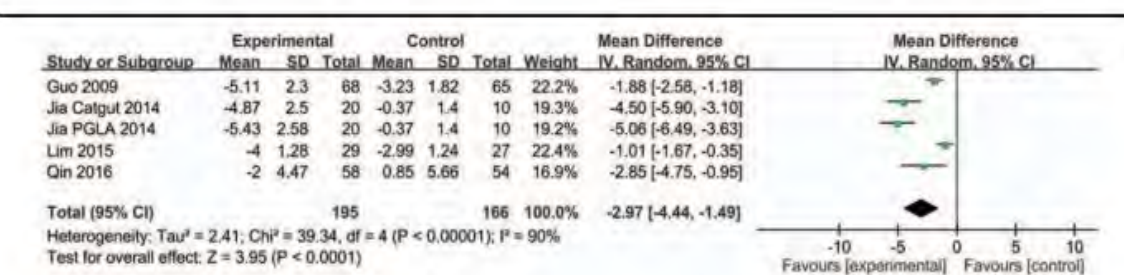 Experimental Control Mean Difference Mean Difference
Study or Subgroup Mean SD Total Mean SD Total Weight IV, Random, 95% CI IV, Random, 95% CI
Guo 2009 -5.11 2.3 68 -3.23 1.82 65 22.2% -1.88 [-2.58, -1.18]
Jia Catgut 2014 -4.87 2.5 20 -0.37 1.4 10 19.3% -4.50 [-5.90, -3.10]
Jia PGLA 2014 -5.43 2.58 20 -0.37 1.4 10 19.2% -5.06 [-6.49, -3.63]
Lim 2015 -4 1.28 29 -2.99 1.24 27 22.4% -1.01 [-1.67, -0.35]
Qin 2016 -2 4.47 58 0.85 5.66 54 16.9% -2.85 [-4.75, -0.95]
Total (95% CI) 195 166 100.0% -2.97 [-4.44, -1.49]
Heterogeneity: Tau² = 2.41; Chi² = 39.34, df = 4 (P < 0.00001); I² = 90%
Test for overall effect: Z = 3.95 (P < 0.0001)
-10 -5 0 5 10
Favours [experimental] Favours [control]